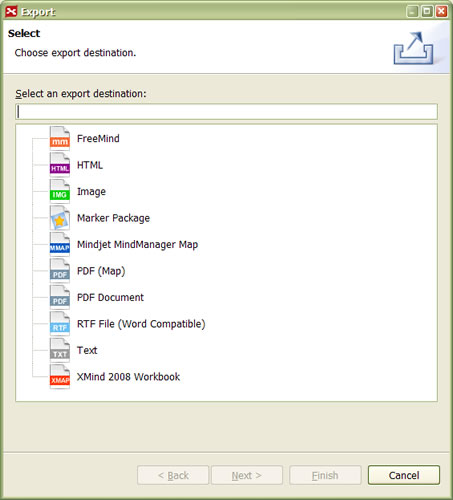 Export
Select
Choose export destination.
Select an export destination:
mm FreeMind
HTML HTML
IMG Image
Marker Package
MMAP Mindjet MindManager Map
PDF PDF (Map)
PDF PDF Document
RTF RTF File (Word Compatible)
TXT Text
XMAP XMind 2008 Workbook
< Back Next > Finish Cancel